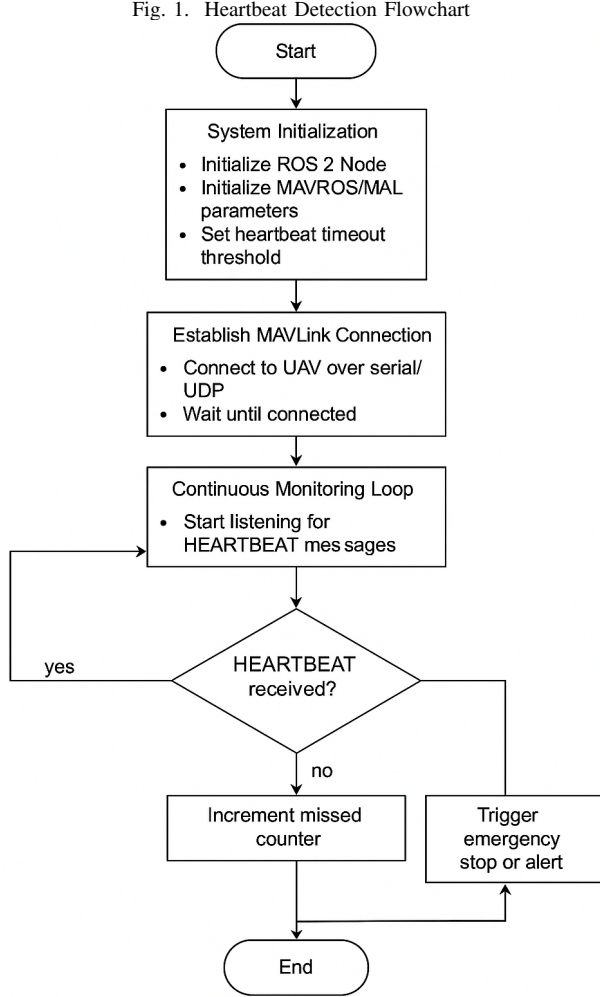 Fig. 1. Heartbeat Detection Flowchart
Start
System Initialization
• Initialize ROS 2 Node
• Initialize MAVROS/MAL
parameters
• Set heartbeat timeout
threshold
Establish MAVLink Connection
• Connect to UAV over serial/
UDP
• Wait until connected
Continuous Monitoring Loop
• Start listening for
HEARTBEAT messages
HEARTBEAT
received?
yes
no
Increment missed
counter
Trigger
emergency
stop or alert
End